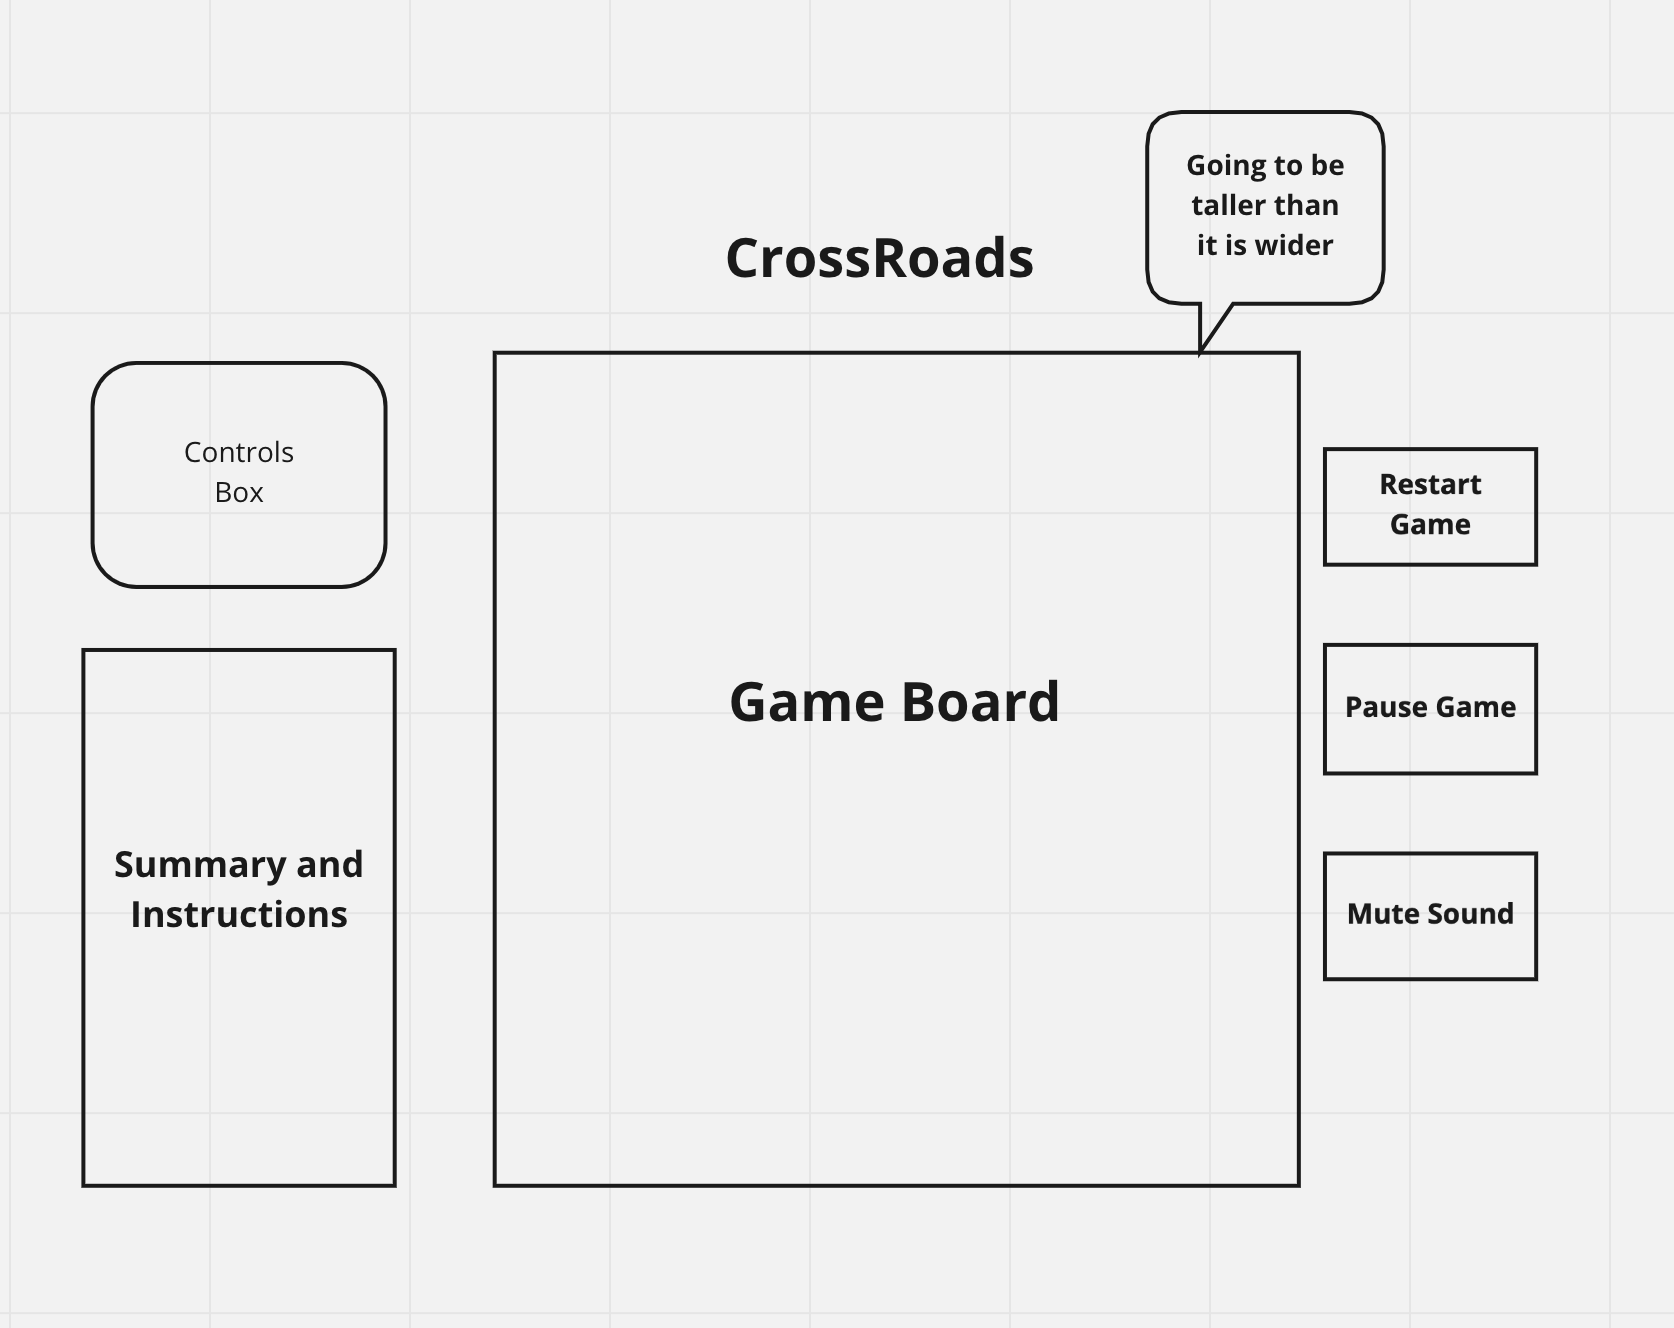 Going to be
taller than
it is wider
CrossRoads
Controls
Box
Restart
Game
Game Board
Pause Game
Summary and
Instructions
Mute Sound